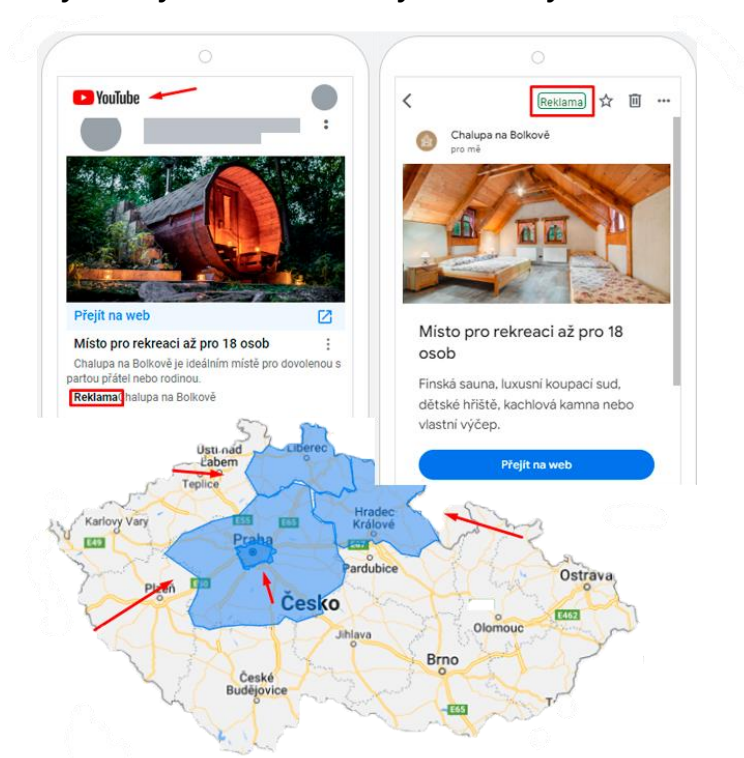 YouTube
Přejít na web
Místo pro rekreaci až pro 18 osob
Chalupa na Bolkově je ideálním místě pro dovolenou s
partou přátel nebo rodinou.
Reklama Chalupa na Bolkově
Reklama
Chalupa na Bolkově
pro mě
Místo pro rekreaci až pro 18
osob
Finská sauna, luxusní koupací sud,
dětské hřiště, kachlová kamna nebo
vlastní výčep.
Přejít na web
Ústí nad
Labem
Liberec
Teplice
Karlovy Vary
E49
E55
E65
Hradec
Králové
Praha
Pardubice
Plzeň
E50
Česko
Ostrava
E462
Olomouc
Jihlava
Brno
České
Budějovice
E65